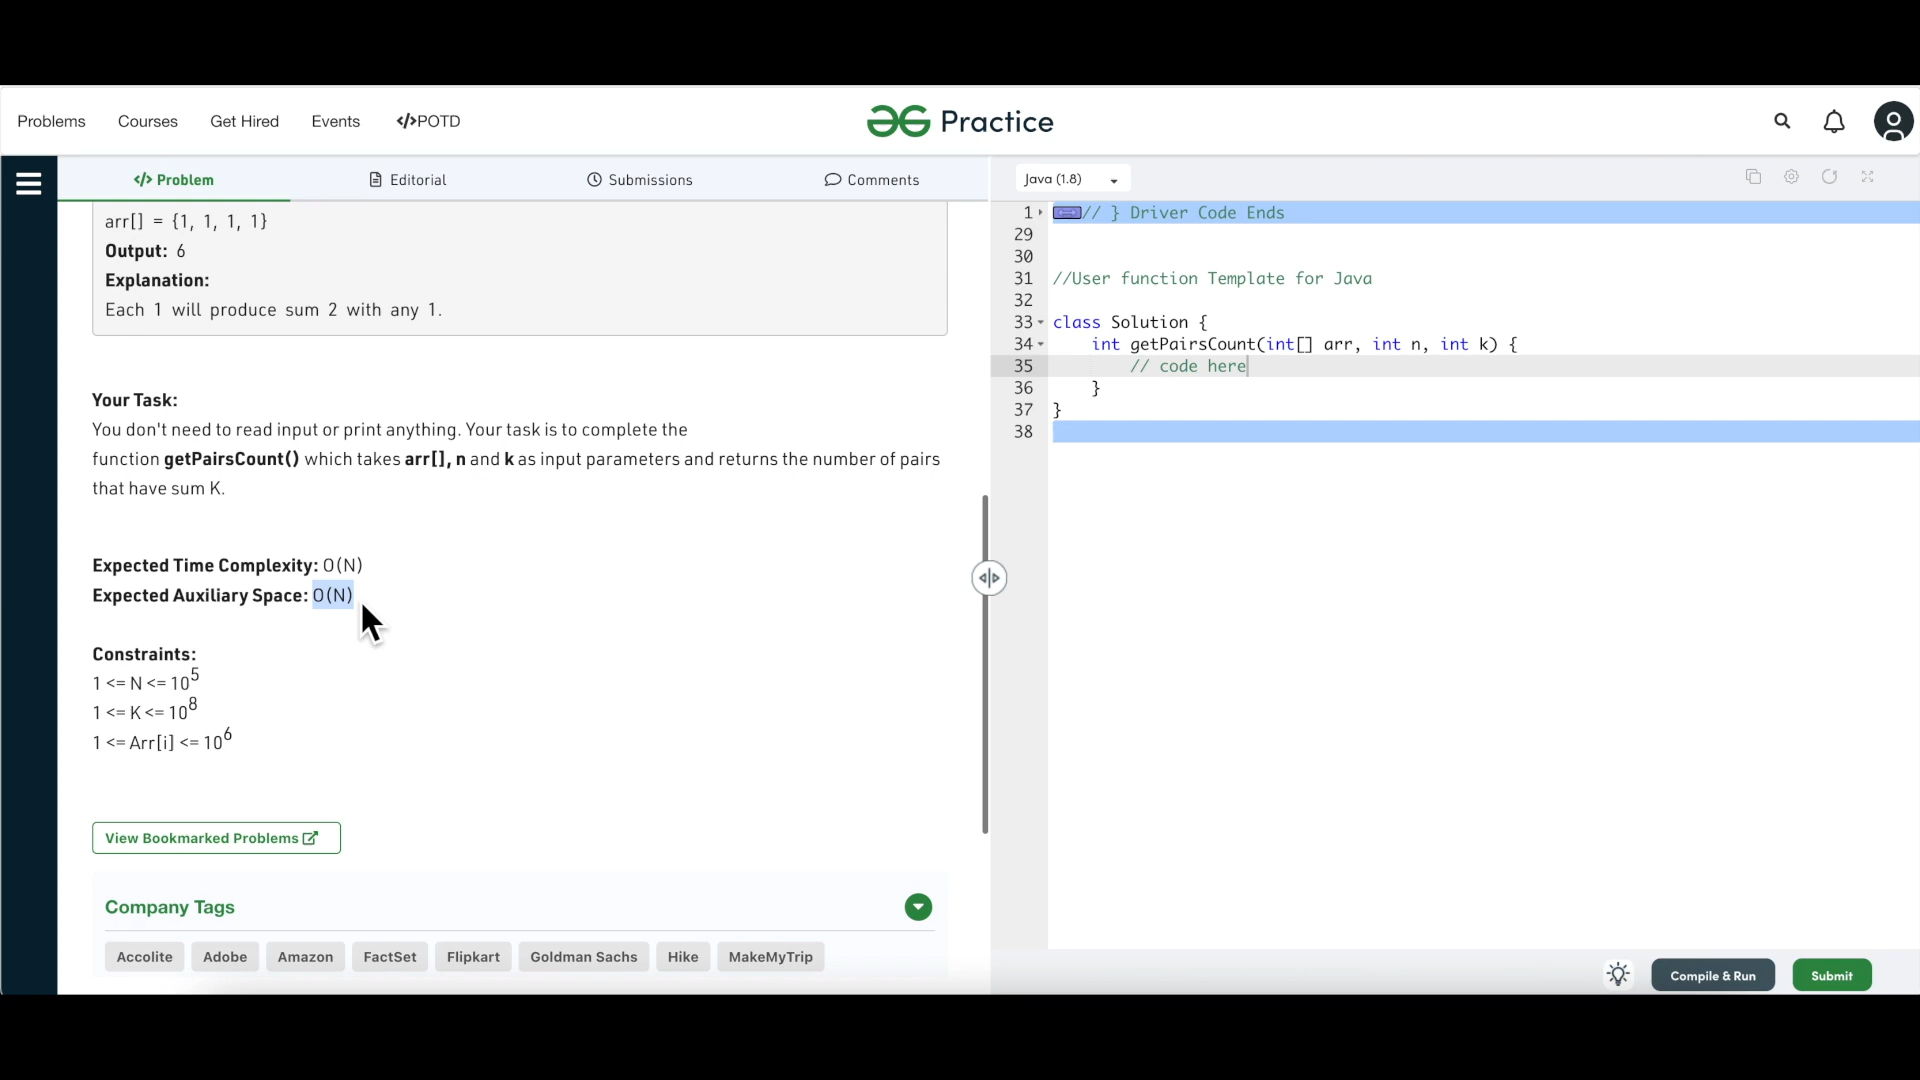 Problems Courses Get Hired Events </>POTD
Practice
</> Problem Editorial Submissions Comments
arr[] = {1, 1, 1, 1}
Output: 6
Explanation:
Each 1 will produce sum 2 with any 1.
Your Task:
You don't need to read input or print anything. Your task is to complete the
function getPairsCount() which takes arr[], n and k as input parameters and returns the number of pairs
that have sum K.
Expected Time Complexity: O(N)
Expected Auxiliary Space: O(N)
Constraints:
1 <= N <= 10^5
1 <= K <= 10^8
1 <= Arr[i] <= 10^6
View Bookmarked Problems
Company Tags
Accolite Adobe Amazon FactSet Flipkart Goldman Sachs Hike MakeMyTrip
Java (1.8)
1 // } Driver Code Ends
29
30
31 //User function Template for Java
32
33 class Solution {
34 int getPairsCount(int[] arr, int n, int k) {
35 // code here
36 }
37 }
38
Compile & Run Submit